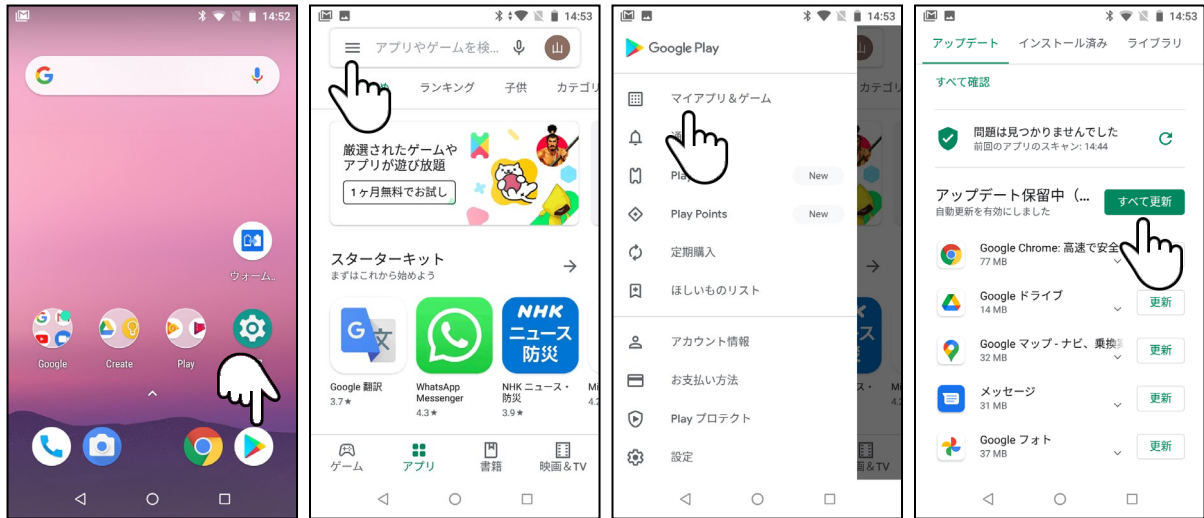 14:52
ウォーム...
Google
Create
Play
14:53
アプリやゲームを検...
山
ランキング
子供
カテゴリ
厳選されたゲームや
アプリが遊び放題
1ヶ月無料でお試し
スターターキット
まずはこれから始めよう
NHK
ニュース
防災
Google 翻訳
3.7★
WhatsApp
Messenger
4.3★
NHK ニュース・
防災
3.9★
ゲーム
アプリ
書籍
映画&TV
14:53
Google Play
マイアプリ&ゲーム
New
Play Points
New
定期購入
ほしいものリスト
アカウント情報
お支払い方法
Play プロテクト
設定
14:53
アップデート
インストール済み
ライブラリ
すべて確認
問題は見つかりませんでした
前回のアプリのスキャン: 14:44
アップデート保留中（...
すべて更新
自動更新を有効にしました
Google Chrome: 高速で安全
77 MB
Google ドライブ
14 MB
更新
Google マップ - ナビ、乗換
32 MB
更新
メッセージ
31 MB
更新
Google フォト
37 MB
更新